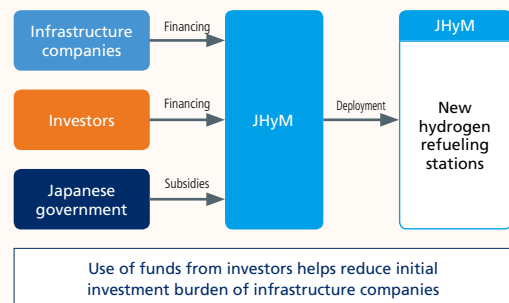 Infrastructure
companies
Financing
Investors
Financing
Japanese
government
Subsidies
JHyM
Deployment
JHyM
New
hydrogen
refueling
stations
Use of funds from investors helps reduce initial
investment burden of infrastructure companies